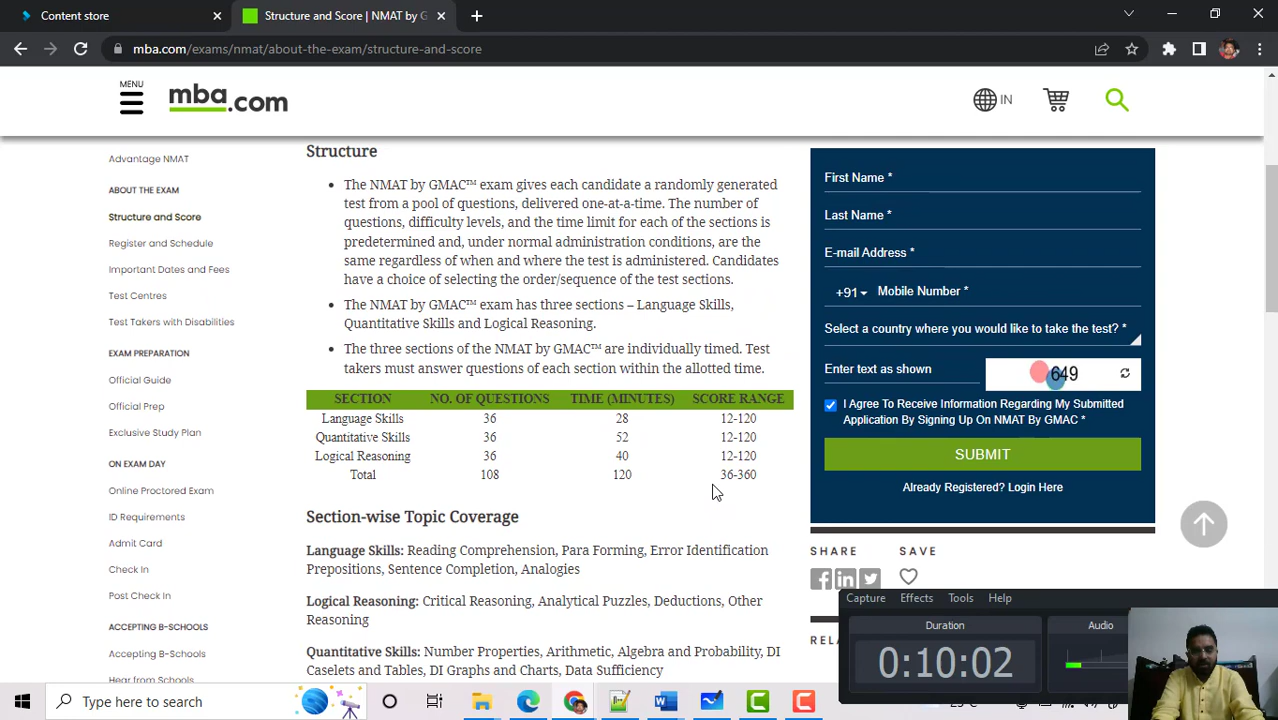 Content store
Structure and Score | NMAT by G
mba.com/exams/nmat/about-the-exam/structure-and-score
MENU
mba.com
IN
Advantage NMAT
ABOUT THE EXAM
Structure and Score
Register and Schedule
Important Dates and Fees
Test Centres
Test Takers with Disabilities
EXAM PREPARATION
Official Guide
Official Prep
Exclusive Study Plan
ON EXAM DAY
Online Proctored Exam
ID Requirements
Admit Card
Check In
Post Check In
ACCEPTING B-SCHOOLS
Accepting B-Schools
Hear from Schools
Structure
• The NMAT by GMAC™ exam gives each candidate a randomly generated
test from a pool of questions, delivered one-at-a-time. The number of
questions, difficulty levels, and the time limit for each of the sections is
predetermined and, under normal administration conditions, are the
same regardless of when and where the test is administered. Candidates
have a choice of selecting the order/sequence of the test sections.
• The NMAT by GMAC™ exam has three sections – Language Skills,
Quantitative Skills and Logical Reasoning.
• The three sections of the NMAT by GMAC™ are individually timed. Test
takers must answer questions of each section within the allotted time.
SECTION NO. OF QUESTIONS TIME (MINUTES) SCORE RANGE
Language Skills 36 28 12-120
Quantitative Skills 36 52 12-120
Logical Reasoning 36 40 12-120
Total 108 120 36-360
Section-wise Topic Coverage
Language Skills: Reading Comprehension, Para Forming, Error Identification
Prepositions, Sentence Completion, Analogies
Logical Reasoning: Critical Reasoning, Analytical Puzzles, Deductions, Other
Reasoning
Quantitative Skills: Number Properties, Arithmetic, Algebra and Probability, DI
Caselets and Tables, DI Graphs and Charts, Data Sufficiency
First Name *
Last Name *
E-mail Address *
+91 Mobile Number *
Select a country where you would like to take the test? *
Enter text as shown 649
I Agree To Receive Information Regarding My Submitted
Application By Signing Up On NMAT By GMAC *
SUBMIT
Already Registered? Login Here
SHARE SAVE
Capture Effects Tools Help
Duration Audio
0:10:02
Type here to search